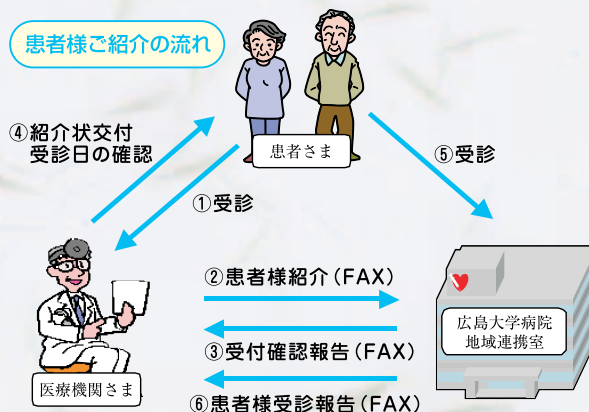 患者様ご紹介の流れ
④紹介状交付
受診日の確認
患者さま
⑤受診
①受診
②患者様紹介(FAX)
広島大学病院
地域連携室
③受付確認報告(FAX)
医療機関さま
⑥患者様受診報告(FAX)